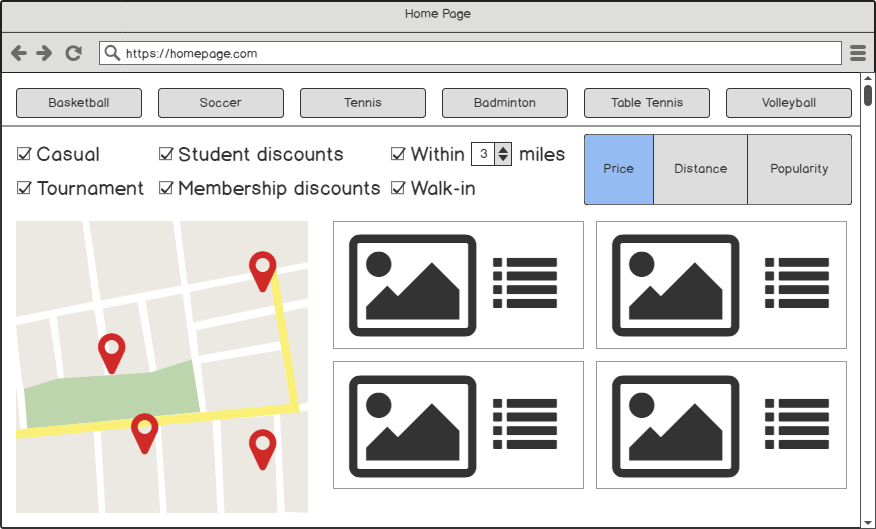 Home Page
https://homepage.com
Basketball Soccer Tennis Badminton Table Tennis Volleyball
Casual Student discounts Within 3 miles
Tournament Membership discounts Walk-in
Price Distance Popularity